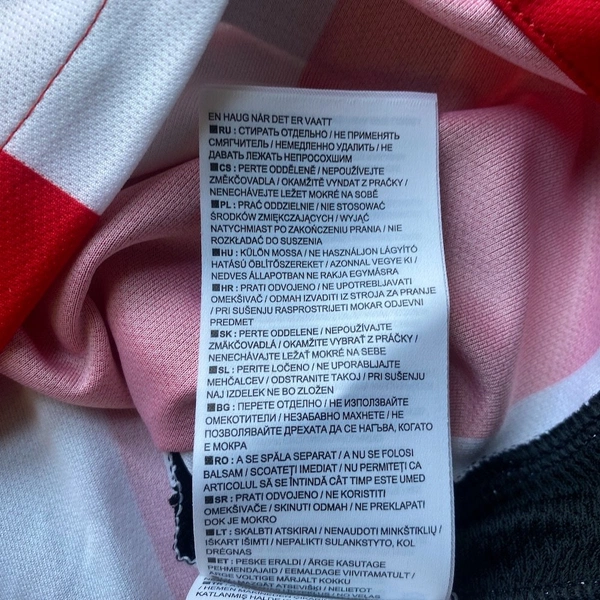 EN HAUG NÅR DET ER VAATT
RU : СТИРАТЬ ОТДЕЛЬНО / НЕ ПРИМЕНЯТЬ
СМЯГЧИТЕЛЬ / НЕМЕДЛЕННО УДАЛИТЬ / НЕ
ДАВАТЬ ЛЕЖАТЬ НЕПРОСОХШИМ
CS : PERTE ODDĚLENĚ / NEPOUŽÍVEJTE
ZMĚKČOVADLA / OKAMŽITĚ VYNDAT Z PRAČKY /
NENECHÁVEJTE LEŽET MOKRÉ NA SOBĚ
PL : PRAĆ ODDZIELNIE / NIE STOSOWAĆ
ŚRODKÓW ZMIĘKCZAJĄCYCH / WYJĄĆ
NATYCHMIAST PO ZAKOŃCZENIU PRANIA / NIE
ROZKŁADAĆ DO SUSZENIA
HU : KÜLÖN MOSSA / NE HASZNÁLJON LÁGYÍTÓ
HATÁSÚ ÖBLÍTŐSZEREKET / AZONNAL VEGYE KI /
NEDVES ÁLLAPOTBAN NE RAKJA EGYMÁSRA
HR : PRATI ODVOJENO / NE UPOTREBLJAVATI
OMEKŠIVAČ / ODMAH IZVADITI IZ STROJA ZA PRANJE
/ PRI SUŠENJU RASPROSTRIJETI MOKAR ODJEVNI
PREDMET
SK : PERTE ODDELENE / NEPOUŽÍVAJTE
ZMÄKČOVADLÁ / OKAMŽITE VYBRAŤ Z PRÁČKY /
NENECHÁVEJTE LEŽAŤ MOKRÉ NA SEBE
SL : PERITE LOČENO / NE UPORABLJAJTE
MEHČALCEV / ODSTRANITE TAKOJ / PRI SUŠENJU
NAJ IZDELEK NE BO ZLOŽEN
BG : ПЕРЕТЕ ОТДЕЛНО / НЕ ИЗПОЛЗВАЙТЕ
ОМЕКОТИТЕЛИ / НЕЗАБАВНО МАХНЕТЕ / НЕ
ПОЗВОЛЯВАЙТЕ ДРЕХАТА ДА СЕ НАГЪВА, КОГАТО
Е МОКРА
RO : A SE SPĂLA SEPARAT / A NU SE FOLOSI
BALSAM / SCOATEȚI IMEDIAT / NU PERMITEȚI CA
ARTICOLUL SĂ SE ÎNTINDĂ CÂT TIMP ESTE UMED
SR : PRATI ODVOJENO / NE KORISTITI
OMEKŠIVAČE / SKINUTI ODMAH / NE PREKLAPATI
DOK JE MOKRO
LT : SKALBTI ATSKIRAI / NENAUDOTI MINKŠTIKLIŲ /
IŠKART IŠIMTI / NEPALIKTI SULANKSTYTO, KOL
DRĖGNAS
ET : PESKE ERALDI / ÄRGE KASUTAGE
PEHMENDAJAID / EEMALDAGE VIIVITAMATULT /
ÄRGE VOLTIGE MÄRJALT KOKKU
MAZGĀT ATSEVIŠĶI / NELIETOT